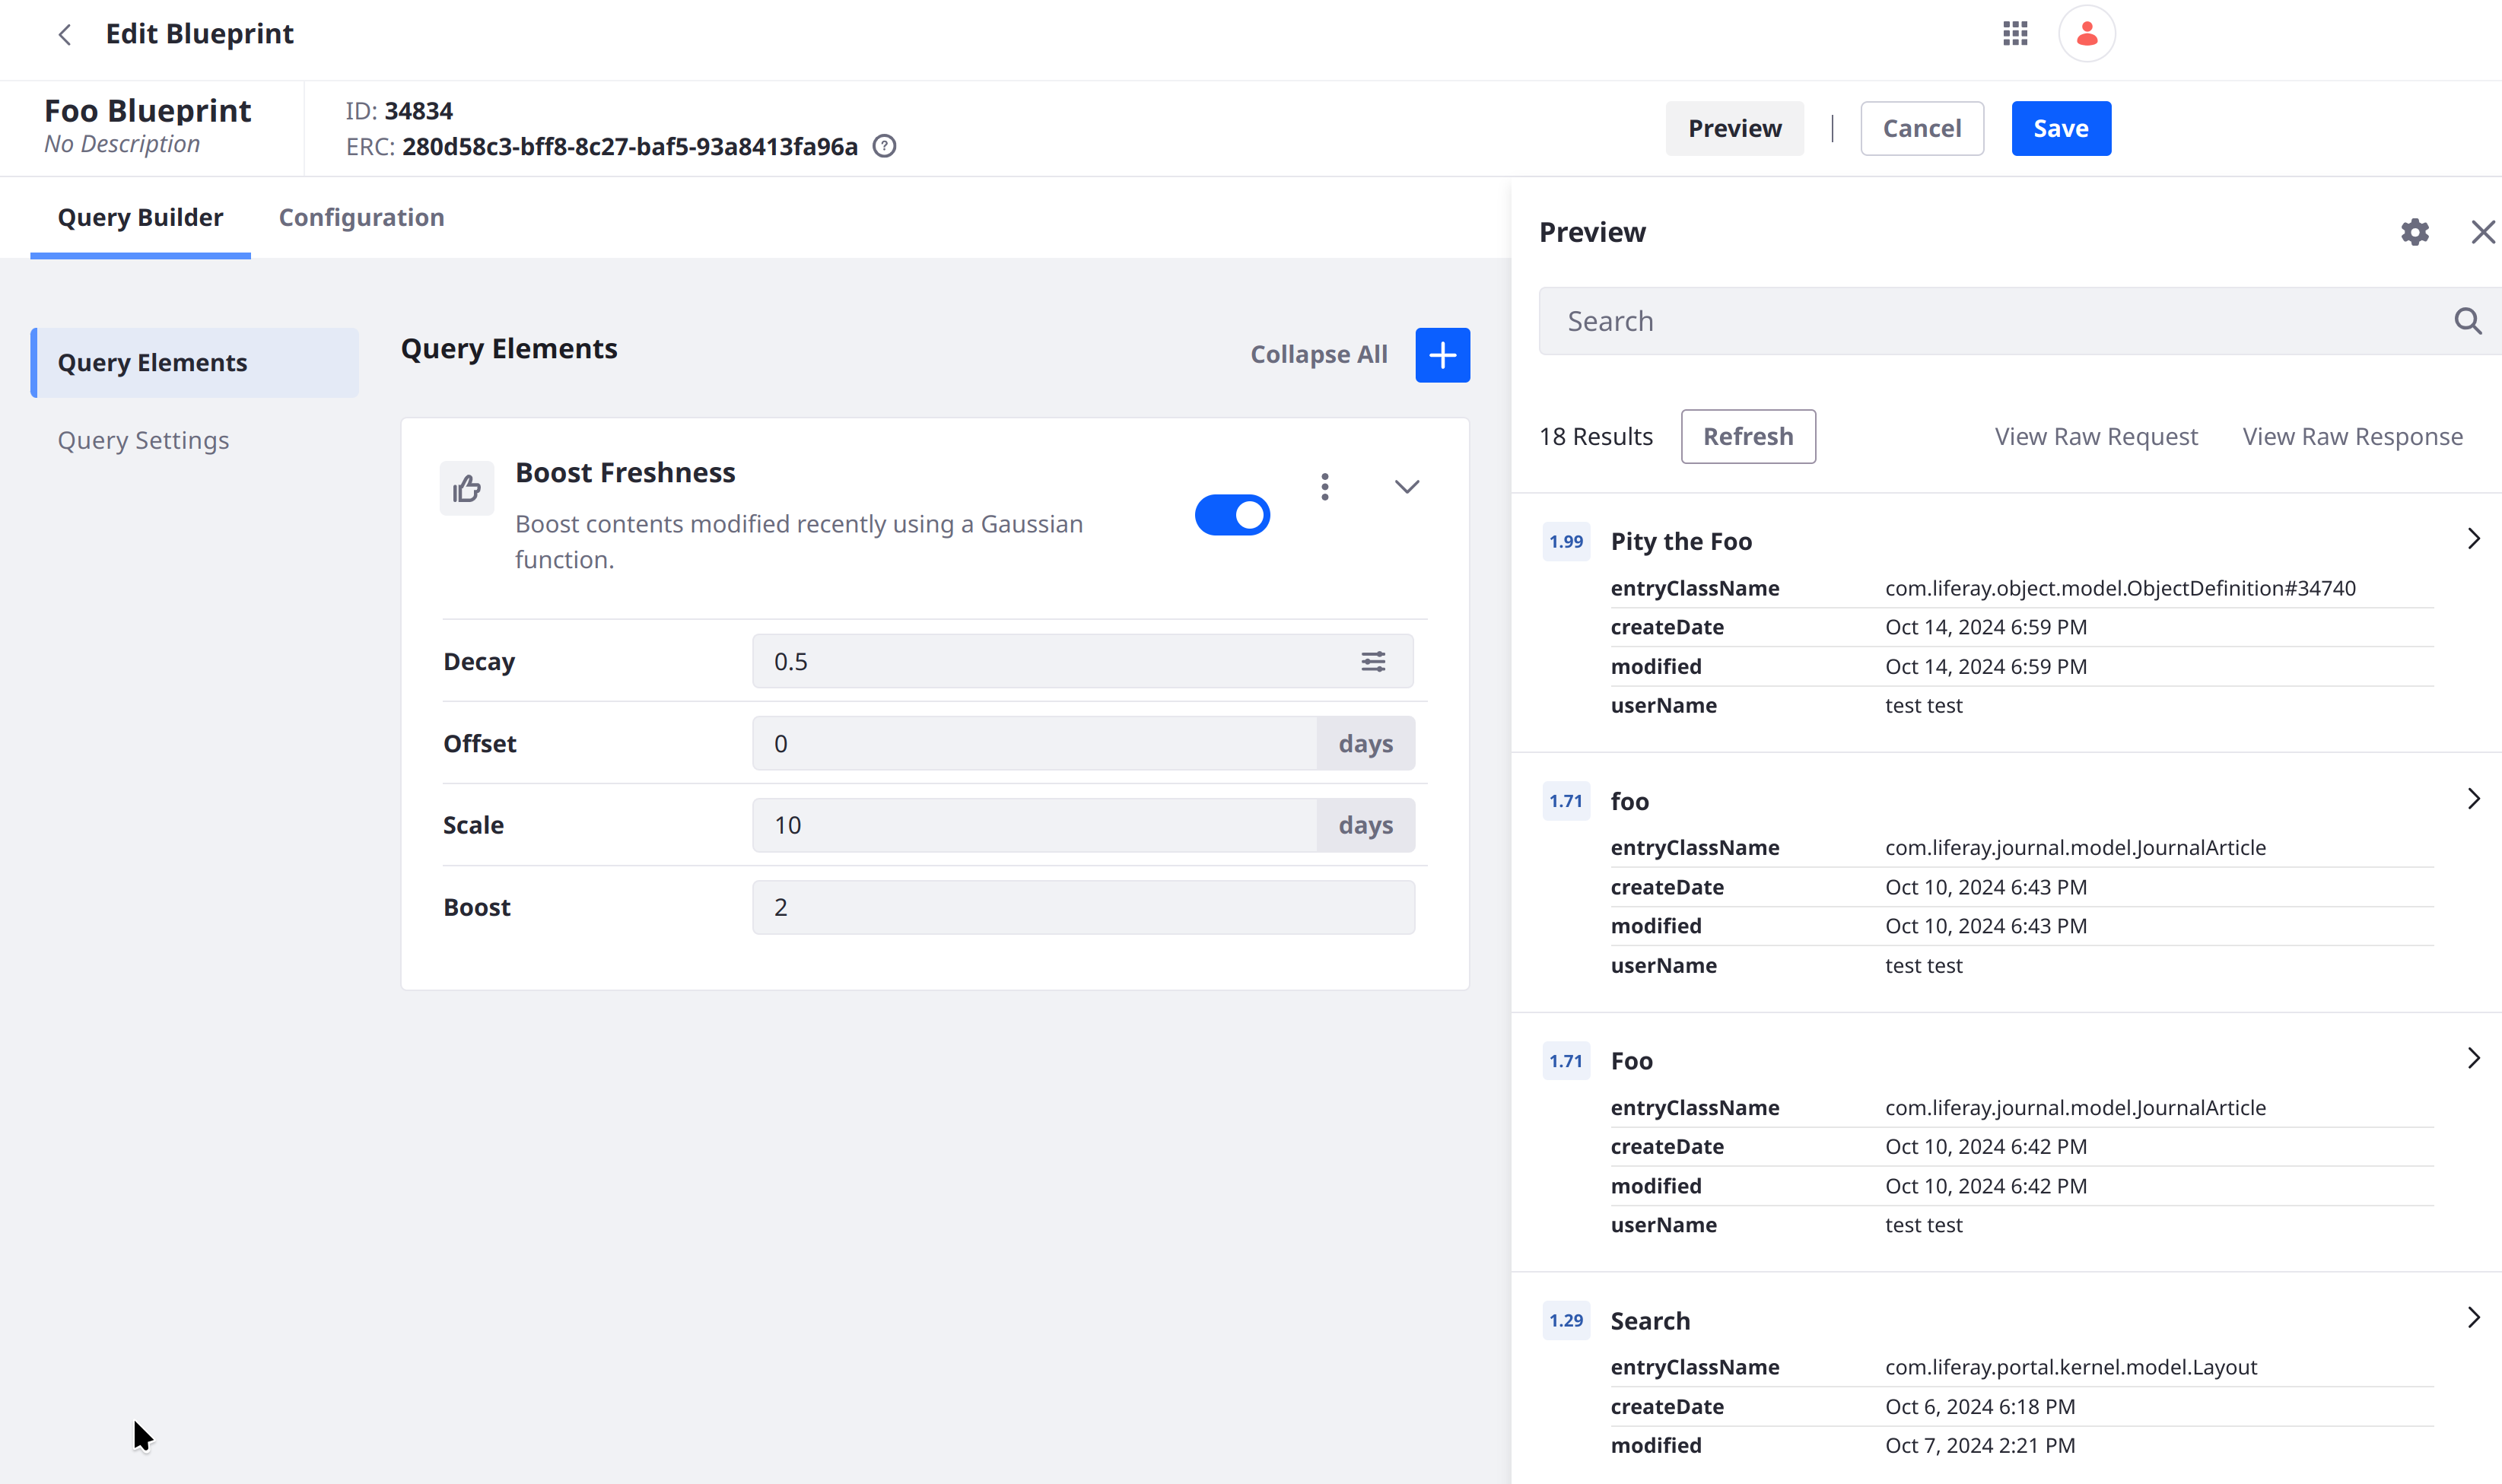 Edit Blueprint
Foo Blueprint
No Description
ID: 34834
ERC: 280d58c3-bff8-8c27-baf5-93a8413fa96a
Preview
Cancel
Save
Query Builder
Configuration
Query Elements
Query Settings
Query Elements
Collapse All
Boost Freshness
Boost contents modified recently using a Gaussian
function.
Decay
0.5
Offset
0
days
Scale
10
days
Boost
2
Preview
Search
18 Results
Refresh
View Raw Request
View Raw Response
1.99
Pity the Foo
entryClassName
com.liferay.object.model.ObjectDefinition#34740
createDate
Oct 14, 2024 6:59 PM
modified
Oct 14, 2024 6:59 PM
userName
test test
1.71
foo
entryClassName
com.liferay.journal.model.JournalArticle
createDate
Oct 10, 2024 6:43 PM
modified
Oct 10, 2024 6:43 PM
userName
test test
1.71
Foo
entryClassName
com.liferay.journal.model.JournalArticle
createDate
Oct 10, 2024 6:42 PM
modified
Oct 10, 2024 6:42 PM
userName
test test
1.29
Search
entryClassName
com.liferay.portal.kernel.model.Layout
createDate
Oct 6, 2024 6:18 PM
modified
Oct 7, 2024 2:21 PM